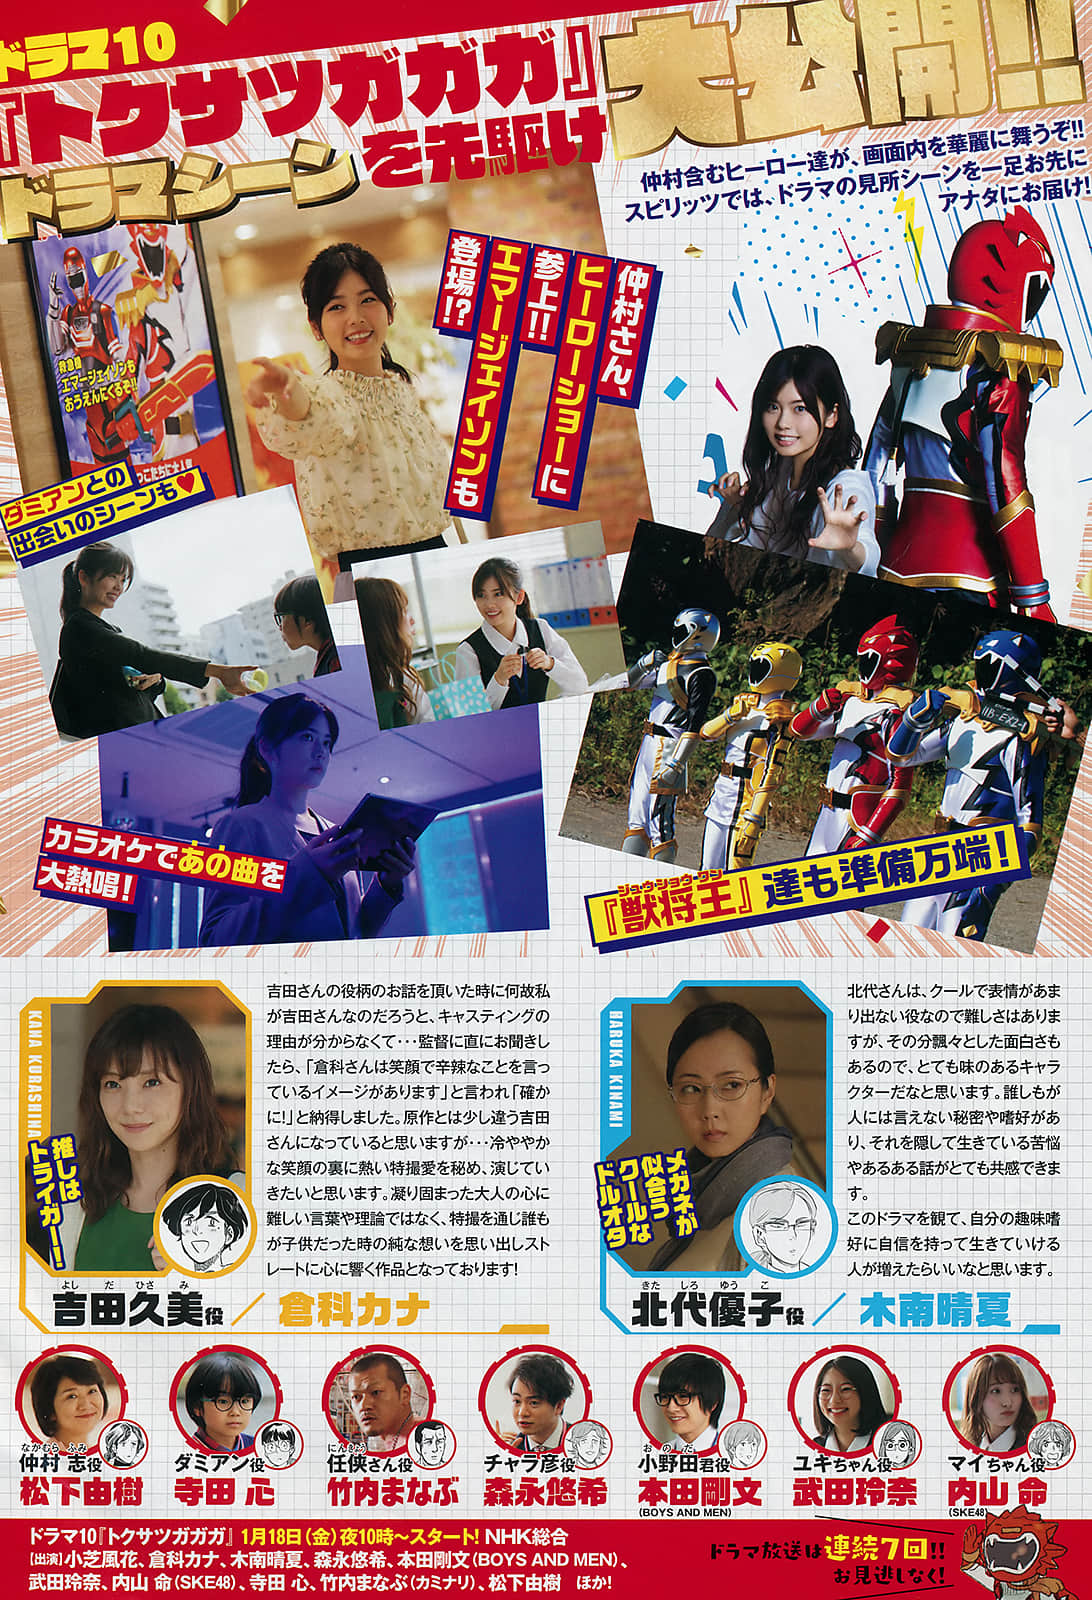 ドラマ10
『トクサツガガガ』
ドラマシーン
を先駆け
大公開!!
仲村含むヒーロー達が、画面内を華麗に舞うぞ!!
スピリッツでは、ドラマの見所シーンを一足お先に
アナタにお届け!
仲村さん、
ヒーローショーに
参上!!
エマージェイソンも
登場!?
救急機
エマージェイソンも
おうえんにくるぞ!!
っこたちに大人気
ダミアンとの
出会いのシーンも♥
カラオケであの曲を
大熱唱!
IIB-EX2-2
ジュウショウワン
『獣将王』達も準備万端!
KANA KURASHINA
推しは
トライガー!
吉田さんの役柄のお話を頂いた時に何故私
が吉田さんなのだろうと、キャスティングの
理由が分からなくて・・・監督に直にお聞きし
たら、「倉科さんは笑顔で辛辣なことを言っ
ているイメージがあります」と言われ「確か
に!」と納得しました。原作とは少し違う吉田
さんになっていると思いますが・・・冷ややか
な笑顔の裏に熱い特撮愛を秘め、演じてい
きたいと思います。凝り固まった大人の心に
難しい言葉や理論ではなく、特撮を通じ誰も
が子供だった時の純な想いを思い出しスト
レートに心に響く作品となっております!
よし だ ひさ み
吉田久美役／倉科カナ
HARUKA KINAMI
メガネが
似合う
クールな
ドルオタ
北代さんは、クールで表情があま
り出ない役なので難しさはありま
すが、その分飄々とした面白さも
あるので、とても味のあるキャラ
クターだなと思います。誰しもが
人には言えない秘密や嗜好があ
り、それを隠して生きている苦悩
やあるある話がとても共感できま
す。
このドラマを観て、自分の趣味嗜
好に自信を持って生きていける
人が増えたらいいなと思います。
きた しろ ゆう こ
北代優子役／木南晴夏
なかむら ふみ
仲村 志役
松下由樹
ダミアン役
寺田 心
にんきょう
任侠さん役
竹内まなぶ
チャラ彦役
森永悠希
おのだ
小野田君役
本田剛文
(BOYS AND MEN)
ユキちゃん役
武田玲奈
マイちゃん役
内山 命
(SKE48)
ドラマ10『トクサツガガガ』1月18日(金)夜10時〜スタート! NHK総合
【出演】小芝風花、倉科カナ、木南晴夏、森永悠希、本田剛文(BOYS AND MEN)、
武田玲奈、内山 命(SKE48)、寺田 心、竹内まなぶ(カミナリ)、松下由樹 ほか!
ドラマ放送は連続7回!!
お見逃しなく!